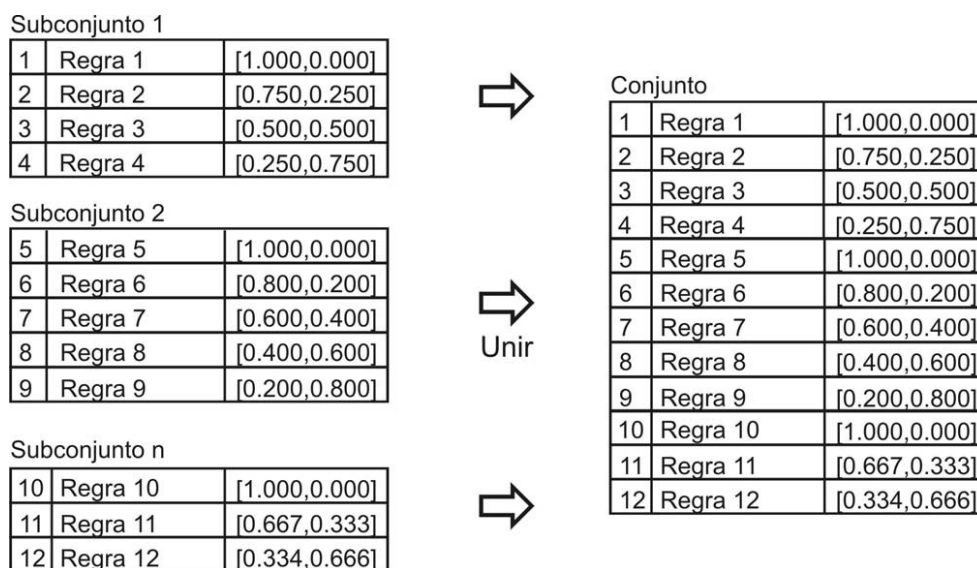 Subconjunto 1
1 Regra 1 [1.000,0.000]
2 Regra 2 [0.750,0.250]
3 Regra 3 [0.500,0.500]
4 Regra 4 [0.250,0.750]
Subconjunto 2
5 Regra 5 [1.000,0.000]
6 Regra 6 [0.800,0.200]
7 Regra 7 [0.600,0.400]
8 Regra 8 [0.400,0.600]
9 Regra 9 [0.200,0.800]
Subconjunto n
10 Regra 10 [1.000,0.000]
11 Regra 11 [0.667,0.333]
12 Regra 12 [0.334,0.666]
Unir
Conjunto
1 Regra 1 [1.000,0.000]
2 Regra 2 [0.750,0.250]
3 Regra 3 [0.500,0.500]
4 Regra 4 [0.250,0.750]
5 Regra 5 [1.000,0.000]
6 Regra 6 [0.800,0.200]
7 Regra 7 [0.600,0.400]
8 Regra 8 [0.400,0.600]
9 Regra 9 [0.200,0.800]
10 Regra 10 [1.000,0.000]
11 Regra 11 [0.667,0.333]
12 Regra 12 [0.334,0.666]